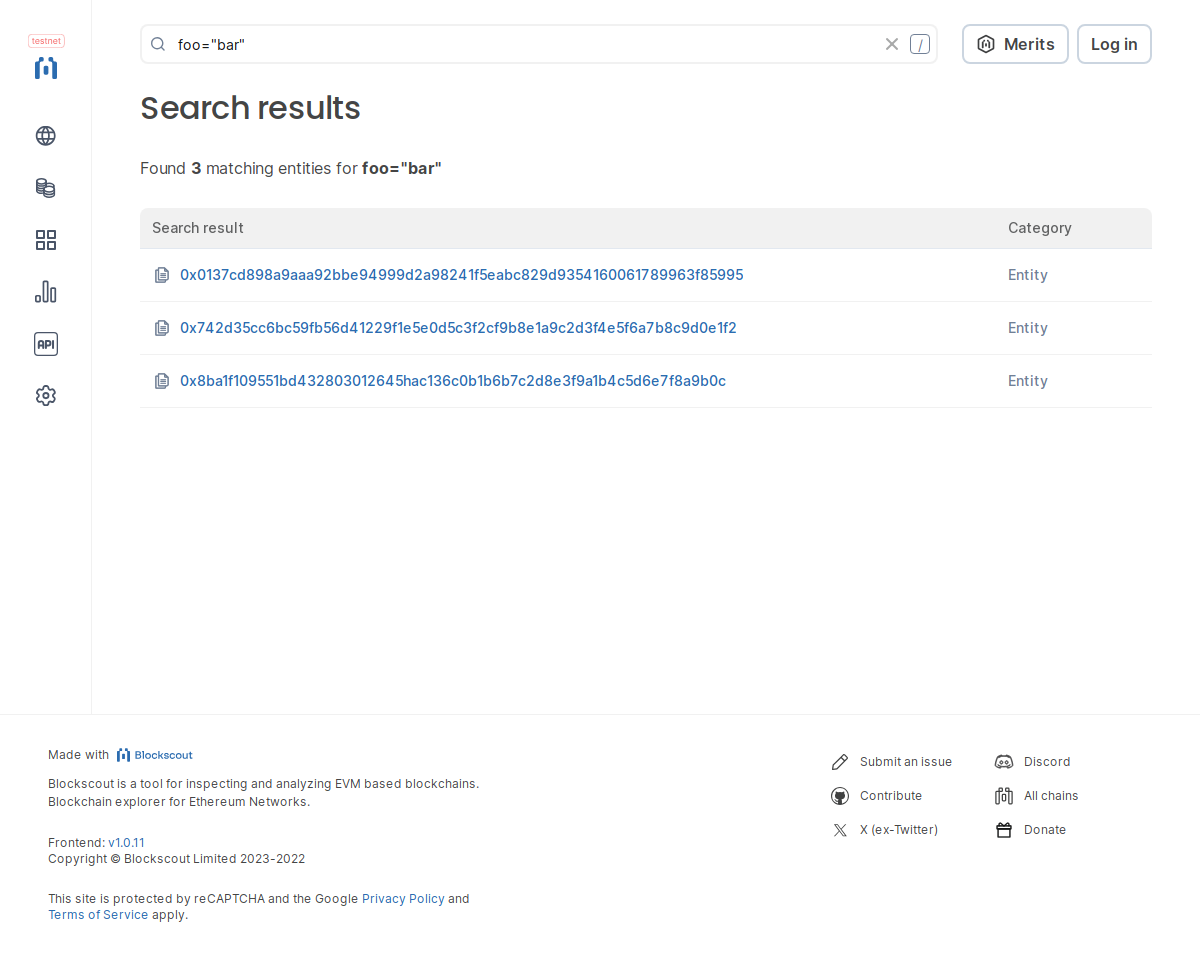 testnet
foo="bar"
/
Merits
Log in
Search results
Found 3 matching entities for foo="bar"
Search result
Category
0x0137cd898a9aaa92bbe94999d2a98241f5eabc829d9354160061789963f85995
Entity
0x742d35cc6bc59fb56d41229f1e5e0d5c3f2cf9b8e1a9c2d3f4e5f6a7b8c9d0e1f2
Entity
0x8ba1f109551bd432803012645hac136c0b1b6b7c2d8e3f9a1b4c5d6e7f8a9b0c
Entity
API
Made with Blockscout
Blockscout is a tool for inspecting and analyzing EVM based blockchains.
Blockchain explorer for Ethereum Networks.
Frontend: v1.0.11
Copyright © Blockscout Limited 2023-2022
This site is protected by reCAPTCHA and the Google Privacy Policy and
Terms of Service apply.
Submit an issue
Contribute
X (ex-Twitter)
Discord
All chains
Donate